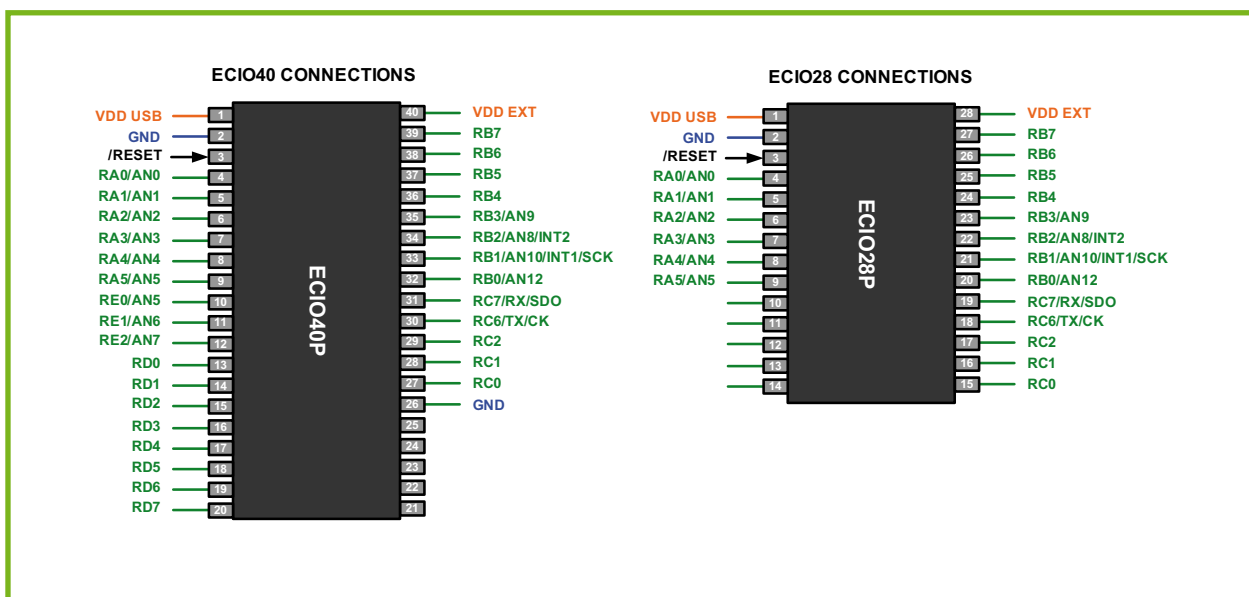 ECIO40 CONNECTIONS
VDD USB
GND
/RESET
RA0/AN0
RA1/AN1
RA2/AN2
RA3/AN3
RA4/AN4
RA5/AN5
RE0/AN5
RE1/AN6
RE2/AN7
RD0
RD1
RD2
RD3
RD4
RD5
RD6
RD7
1
2
3
4
5
6
7
8
9
10
11
12
13
14
15
16
17
18
19
20
ECIO40P
40
39
38
37
36
35
34
33
32
31
30
29
28
27
26
25
24
23
22
21
VDD EXT
RB7
RB6
RB5
RB4
RB3/AN9
RB2/AN8/INT2
RB1/AN10/INT1/SCK
RB0/AN12
RC7/RX/SDO
RC6/TX/CK
RC2
RC1
RC0
GND
ECIO28 CONNECTIONS
VDD USB
GND
/RESET
RA0/AN0
RA1/AN1
RA2/AN2
RA3/AN3
RA4/AN4
RA5/AN5
1
2
3
4
5
6
7
8
9
10
11
12
13
14
ECIO28P
28
27
26
25
24
23
22
21
20
19
18
17
16
15
VDD EXT
RB7
RB6
RB5
RB4
RB3/AN9
RB2/AN8/INT2
RB1/AN10/INT1/SCK
RB0/AN12
RC7/RX/SDO
RC6/TX/CK
RC2
RC1
RC0